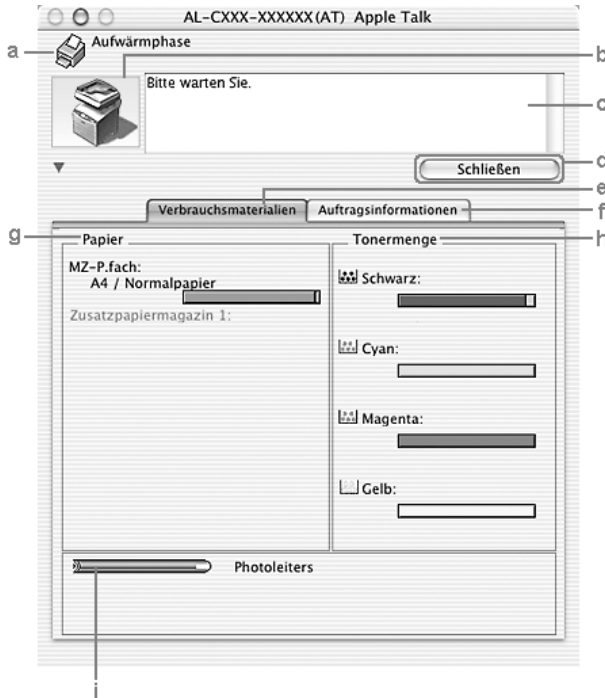 AL-CXXX-XXXXXX(AT) Apple Talk
a
Aufwärmphase
b
Bitte warten Sie.
c
d
Schließen
e
Verbrauchsmaterialien
Auftragsinformationen
f
g
Papier
Tonermenge
h
MZ-P.fach:
A4 / Normalpapier
Zusatzpapiermagazin 1:
Schwarz:
Cyan:
Magenta:
Gelb:
Photoleiters
i